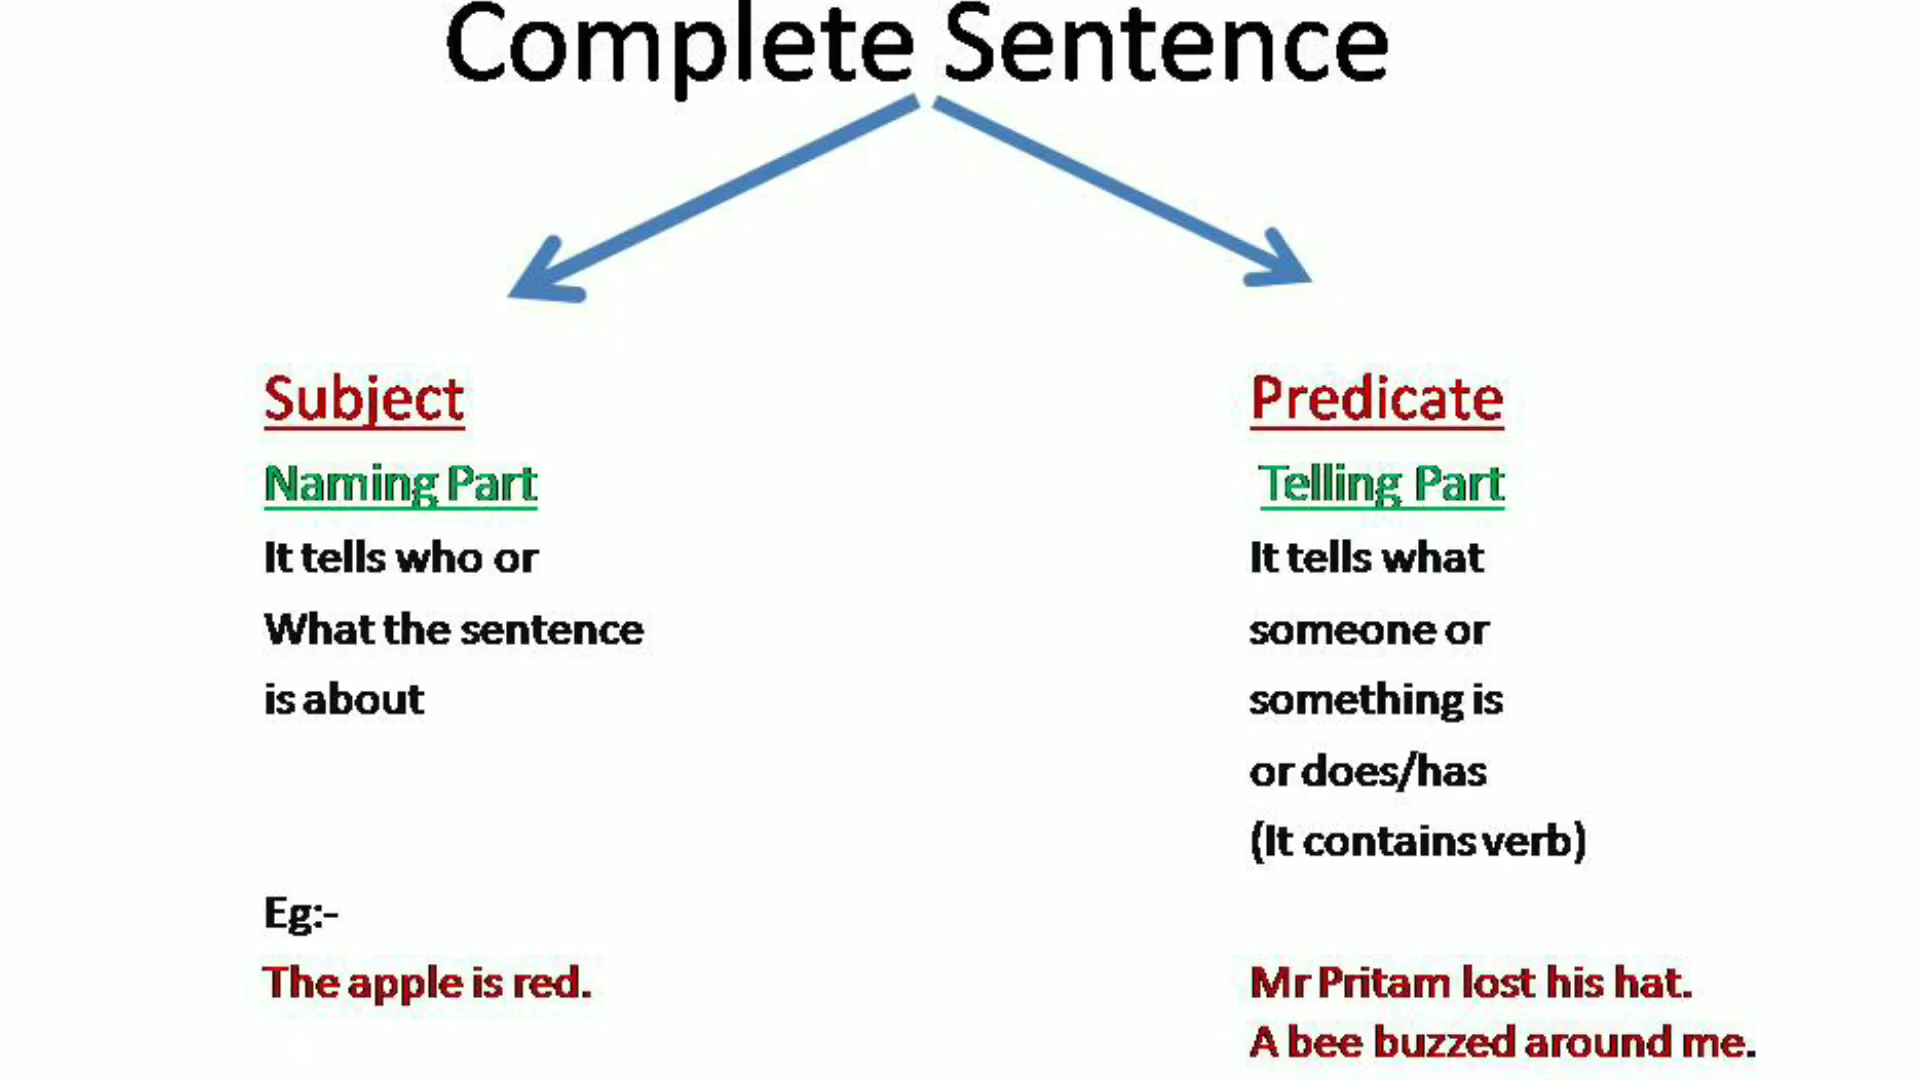 Complete Sentence
Subject
Naming Part
It tells who or
What the sentence
is about
Eg:-
The apple is red.
Predicate
Telling Part
It tells what
someone or
something is
or does/has
(It contains verb)
Mr Pritam lost his hat.
A bee buzzed around me.